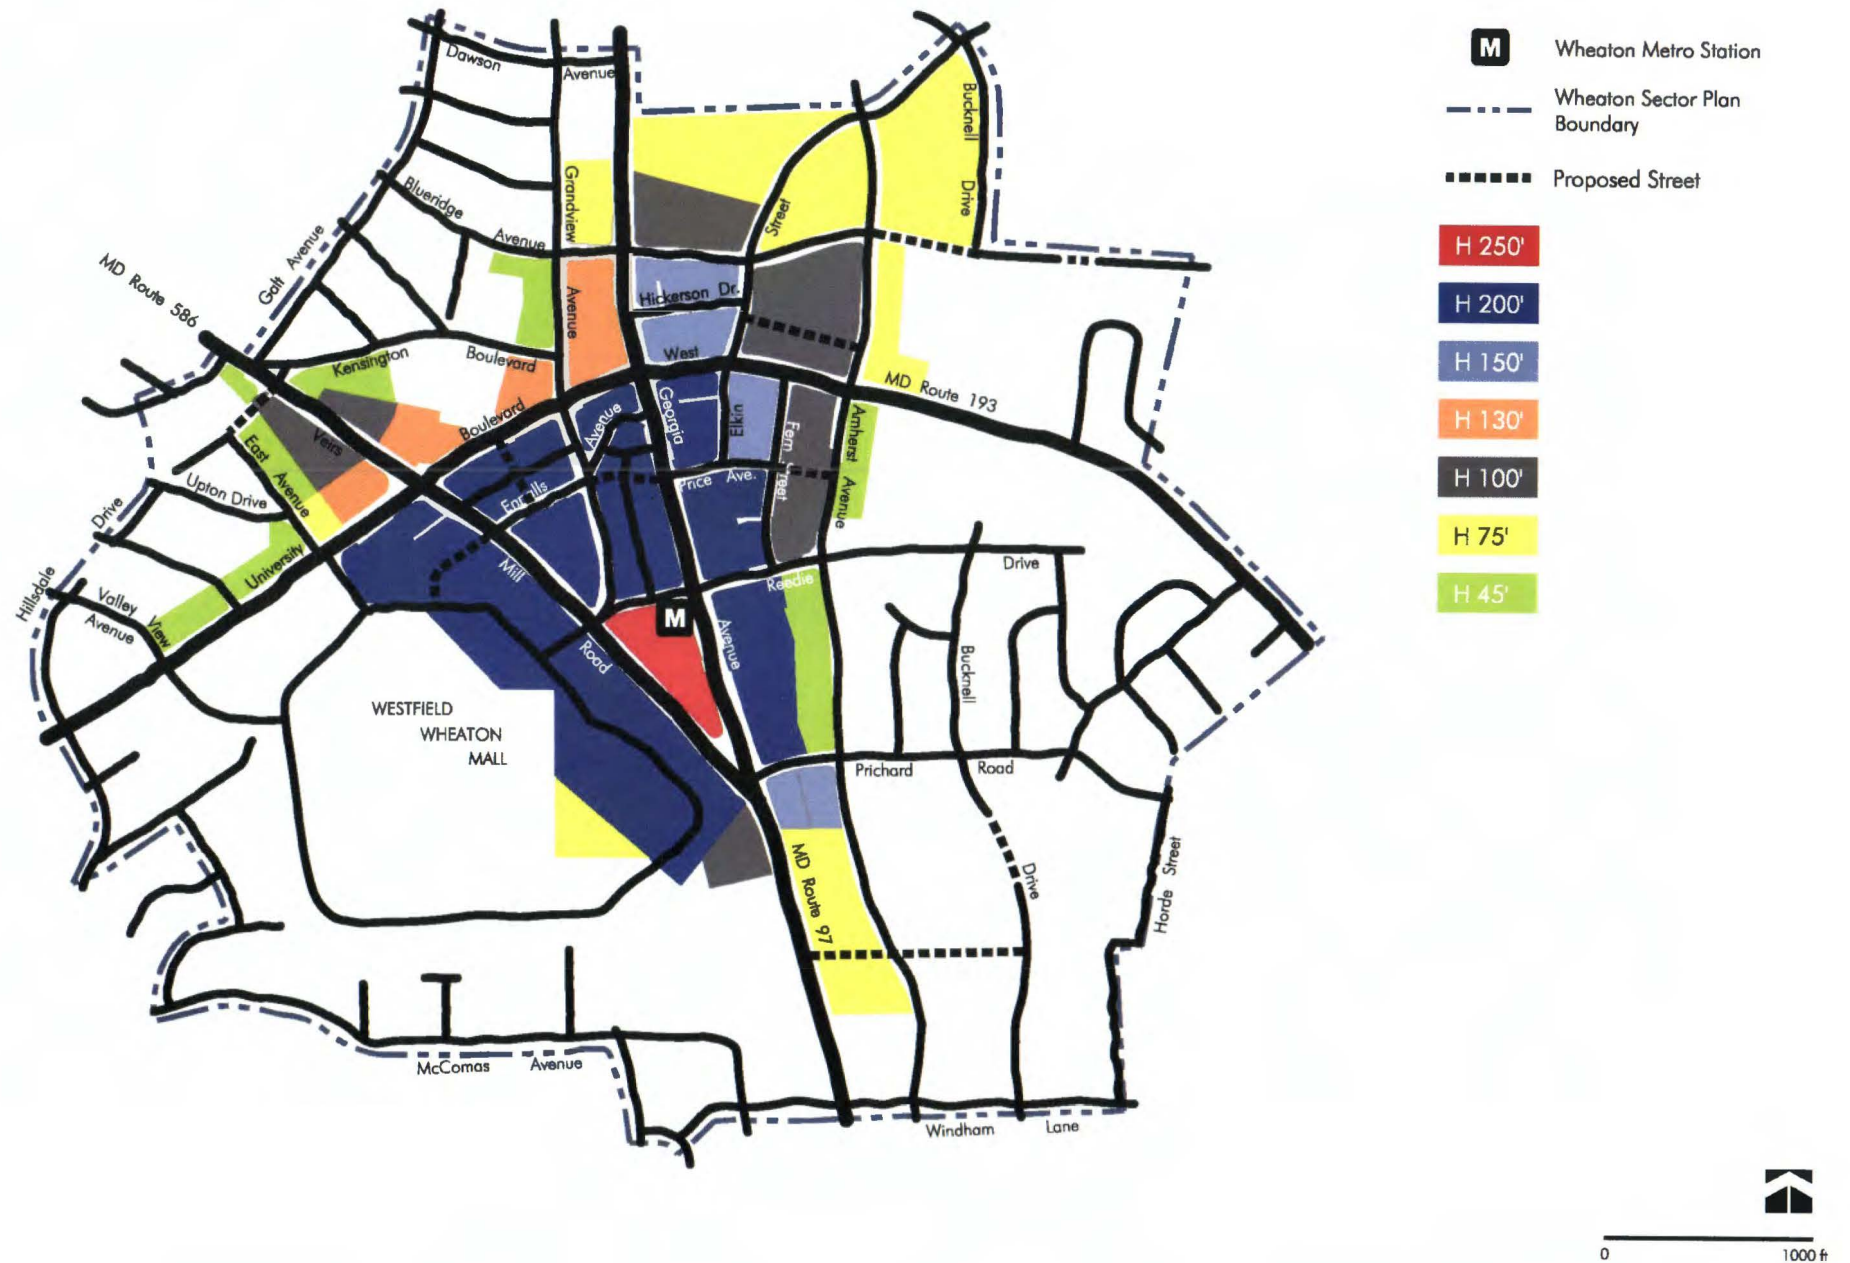 Dawson
Avenue
Bucknell
Drive
Grandview
Avenue
Blueridge
Avenue
Street
Galt Avenue
MD Route 586
Hickerson Dr.
West
Kensington
Boulevard
Boulevard
MD Route 193
Georgia
Elkin
Fern Street
Amherst
Avenue
Avenue
Veirs
East
Avenue
Upton Drive
Price Ave.
Ennalls
Hillsdale
Drive
University
Valley
View
Avenue
Mill
Road
Reedie
Drive
M
Avenue
Bucknell
Drive
WESTFIELD
WHEATON
MALL
Prichard
Road
MD Route 97
Horde Street
McComas
Avenue
Windham
Lane
M
Wheaton Metro Station
Wheaton Sector Plan
Boundary
Proposed Street
H 250'
H 200'
H 150'
H 130'
H 100'
H 75'
H 45'
0
1000 ft